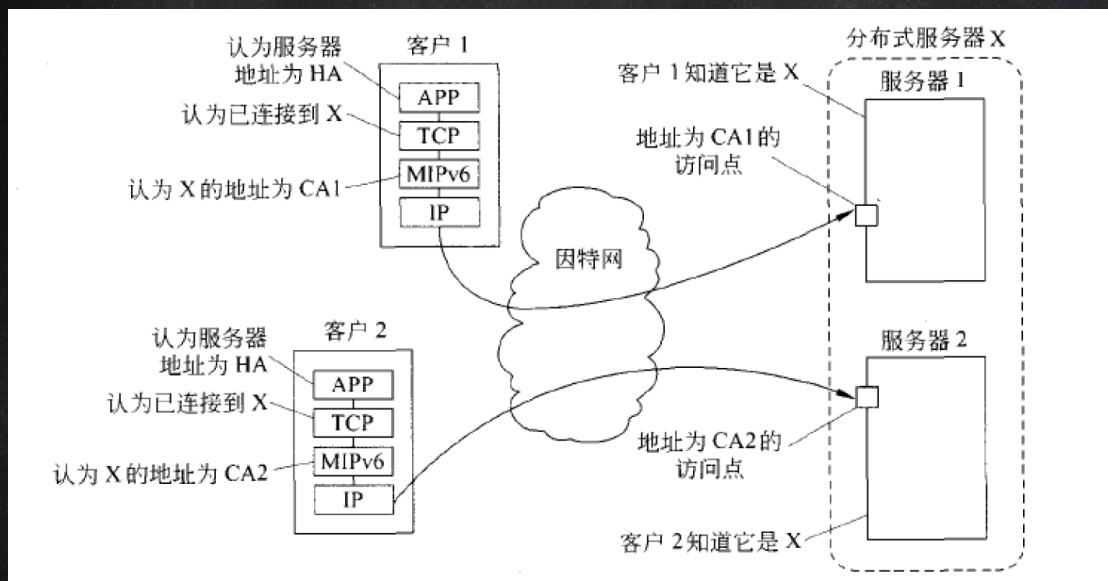 分布式服务器 X
认为服务器
地址为 HA
客户 1
客户 1 知道它是 X
服务器 1
APP
认为已连接到 X
TCP
地址为 CA1 的
访问点
认为 X 的地址为 CA1
MIPv6
IP
因特网
认为服务器
地址为 HA
客户 2
服务器 2
APP
认为已连接到 X
TCP
地址为 CA2 的
访问点
认为 X 的地址为 CA2
MIPv6
IP
客户 2 知道它是 X